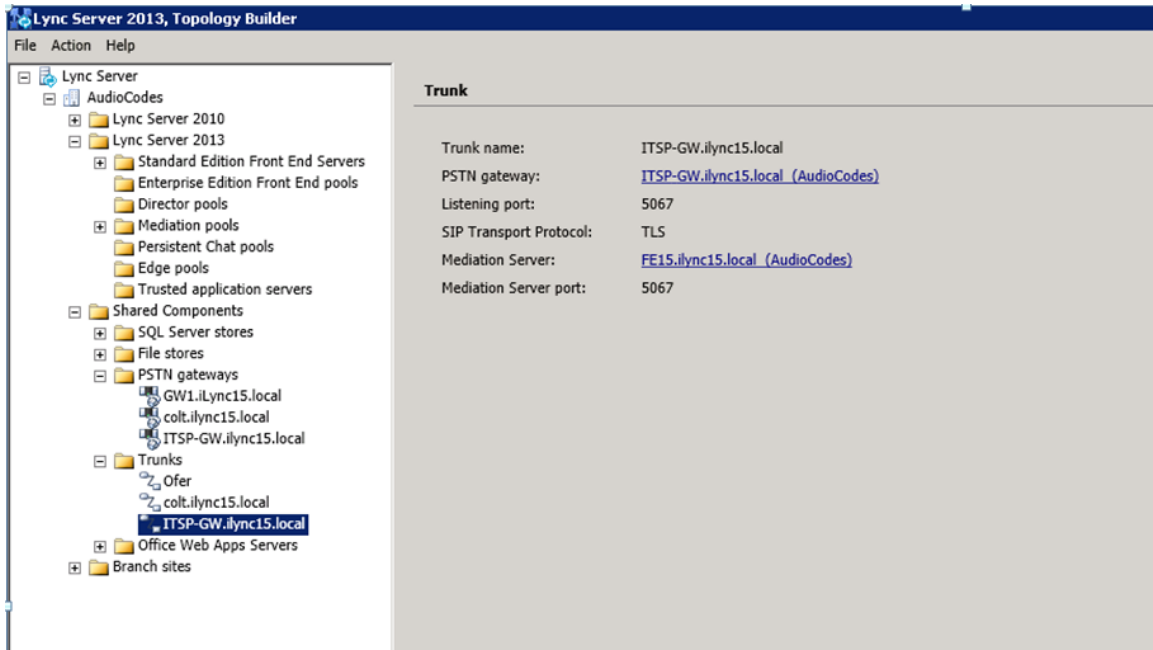 Lync Server 2013, Topology Builder
File Action Help
Lync Server
AudioCodes
Lync Server 2010
Lync Server 2013
Standard Edition Front End Servers
Enterprise Edition Front End pools
Director pools
Mediation pools
Persistent Chat pools
Edge pools
Trusted application servers
Shared Components
SQL Server stores
File stores
PSTN gateways
GW1.iLync15.local
colt.ilync15.local
ITSP-GW.ilync15.local
Trunks
Ofer
colt.ilync15.local
ITSP-GW.ilync15.local
Office Web Apps Servers
Branch sites
Trunk
Trunk name: ITSP-GW.ilync15.local
PSTN gateway: ITSP-GW.ilync15.local (AudioCodes)
Listening port: 5067
SIP Transport Protocol: TLS
Mediation Server: FE15.ilync15.local (AudioCodes)
Mediation Server port: 5067